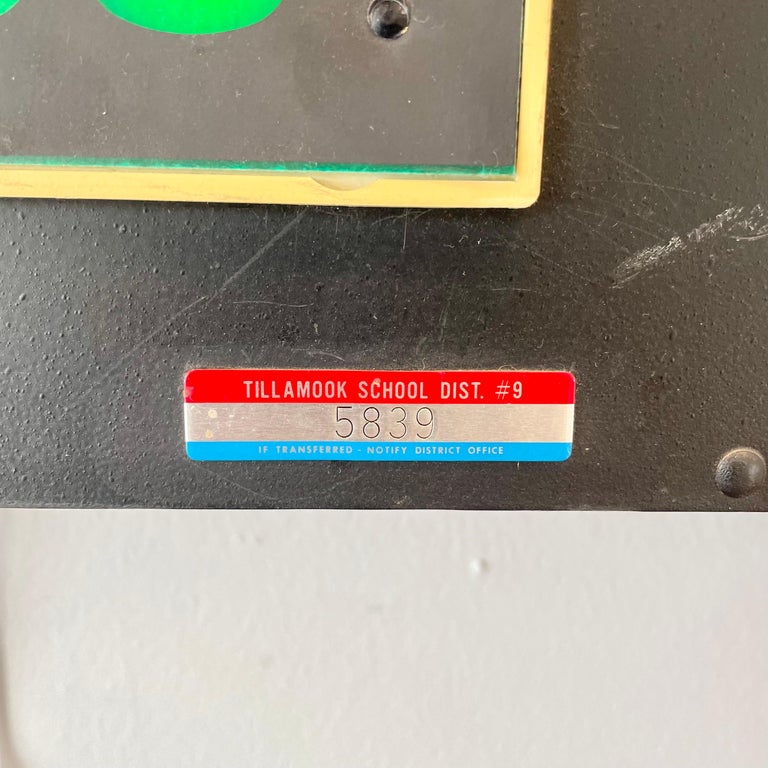 TILLAMOOK SCHOOL DIST. #9
5839
IF TRANSFERRED - NOTIFY DISTRICT OFFICE